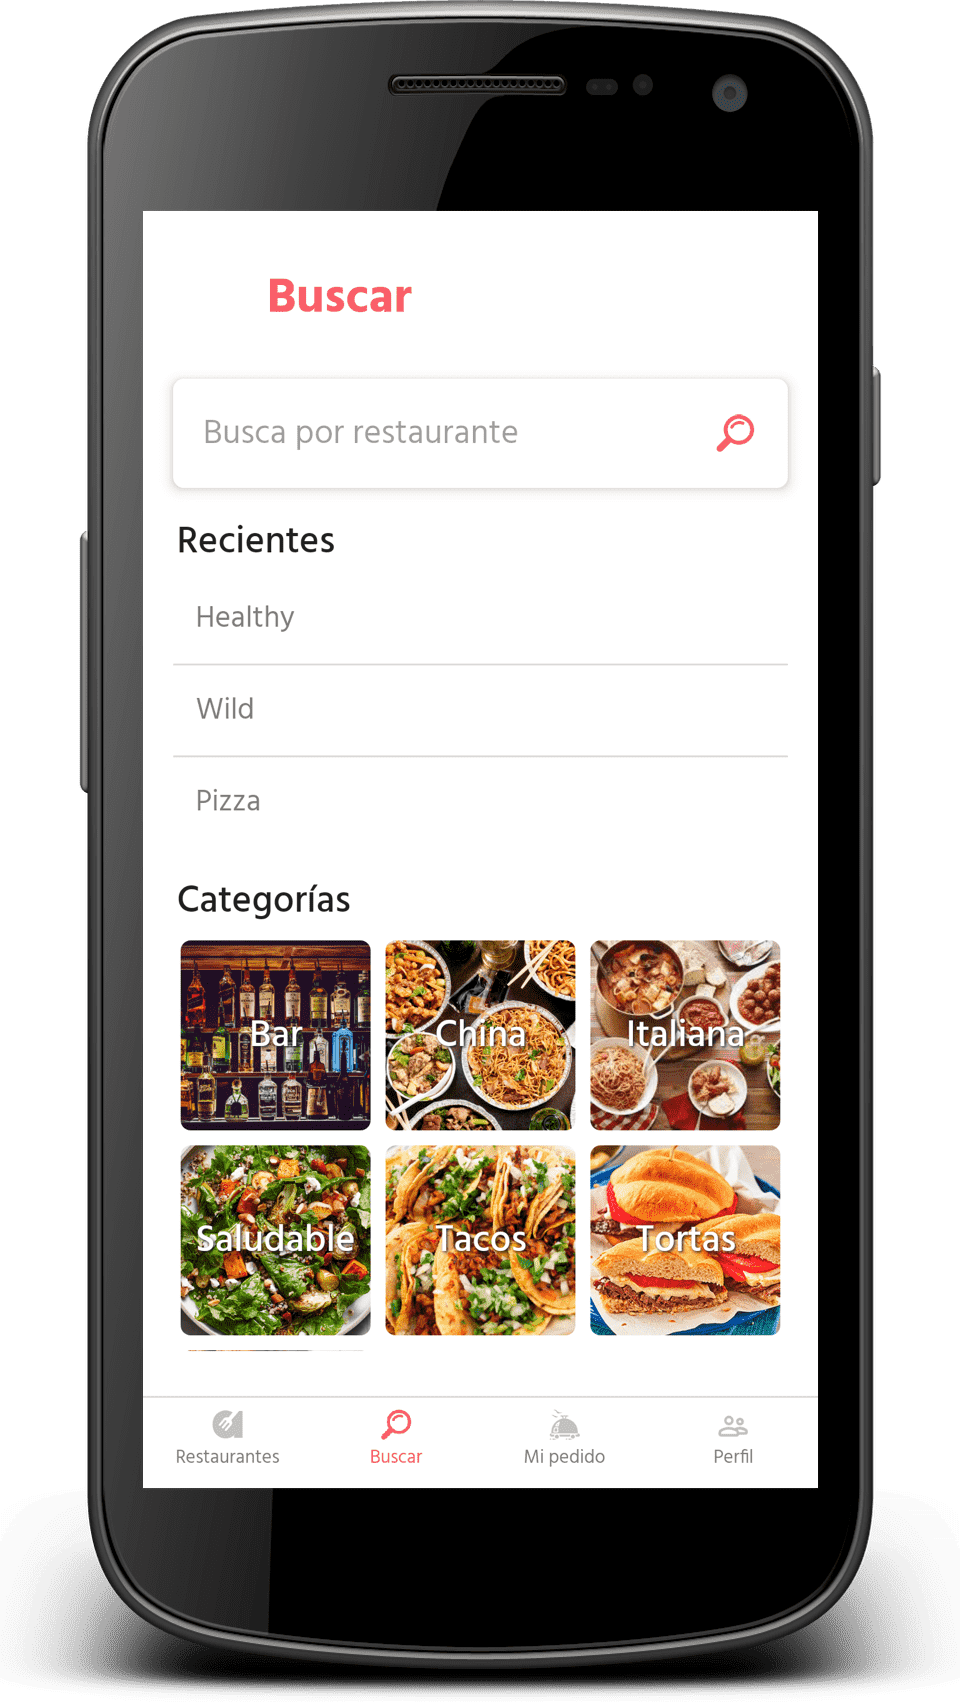 Buscar
Busca por restaurante
Recientes
Healthy
Wild
Pizza
Categorías
Bar
China
Italiana
Saludable
Tacos
Tortas
Restaurantes
Buscar
Mi pedido
Perfil